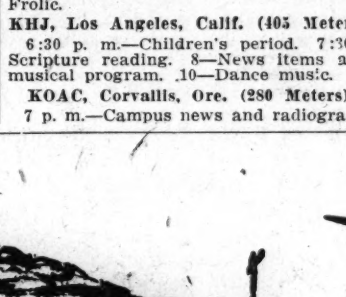 Frolic.
KHJ, Los Angeles, Calif. (405 Meter
6:30 p. m.—Children's period. 7:3
Scripture reading. 8—News items a
musical program. 10—Dance music.
KOAC, Corvallis, Ore. (280 Meters)
7 p. m.—Campus news and radiogra